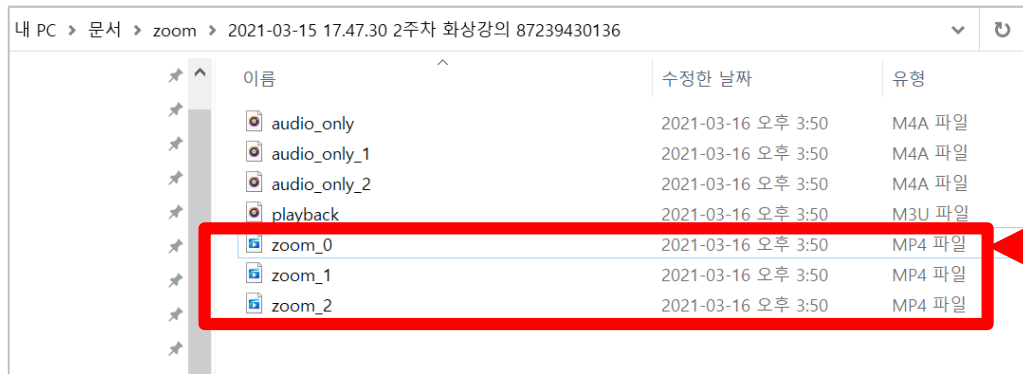 내 PC > 문서 > zoom > 2021-03-15 17.47.30 2주차 화상강의 87239430136
이름 수정한 날짜 유형
audio_only 2021-03-16 오후 3:50 M4A 파일
audio_only_1 2021-03-16 오후 3:50 M4A 파일
audio_only_2 2021-03-16 오후 3:50 M4A 파일
playback 2021-03-16 오후 3:50 M3U 파일
zoom_0 2021-03-16 오후 3:50 MP4 파일
zoom_1 2021-03-16 오후 3:50 MP4 파일
zoom_2 2021-03-16 오후 3:50 MP4 파일